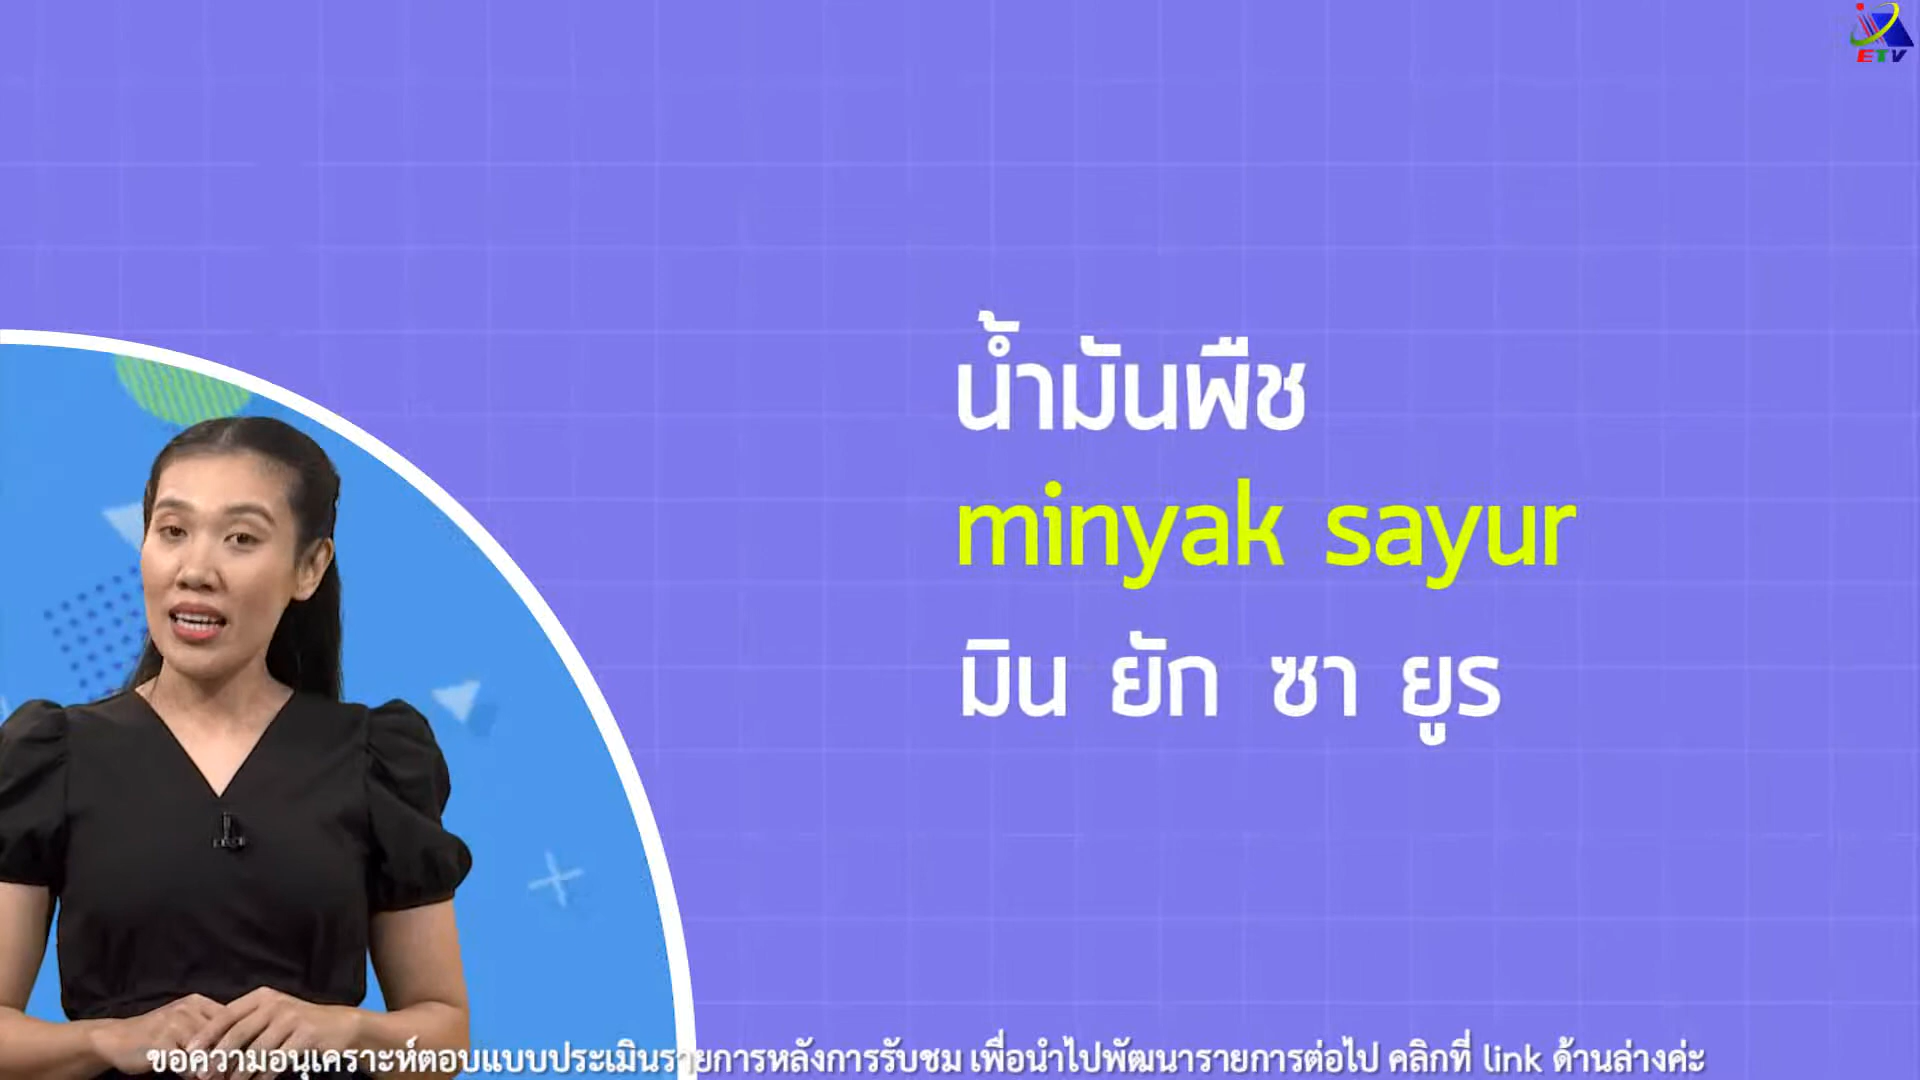 ETV
น้ำมันพืช
minyak sayur
มิน ยัก ซา ยูร
ขอความอนุเคราะห์ตอบแบบประเมินรายการหลังการรับชม เพื่อนำไปพัฒนารายการต่อไป คลิกที่ link ด้านล่างค่ะ